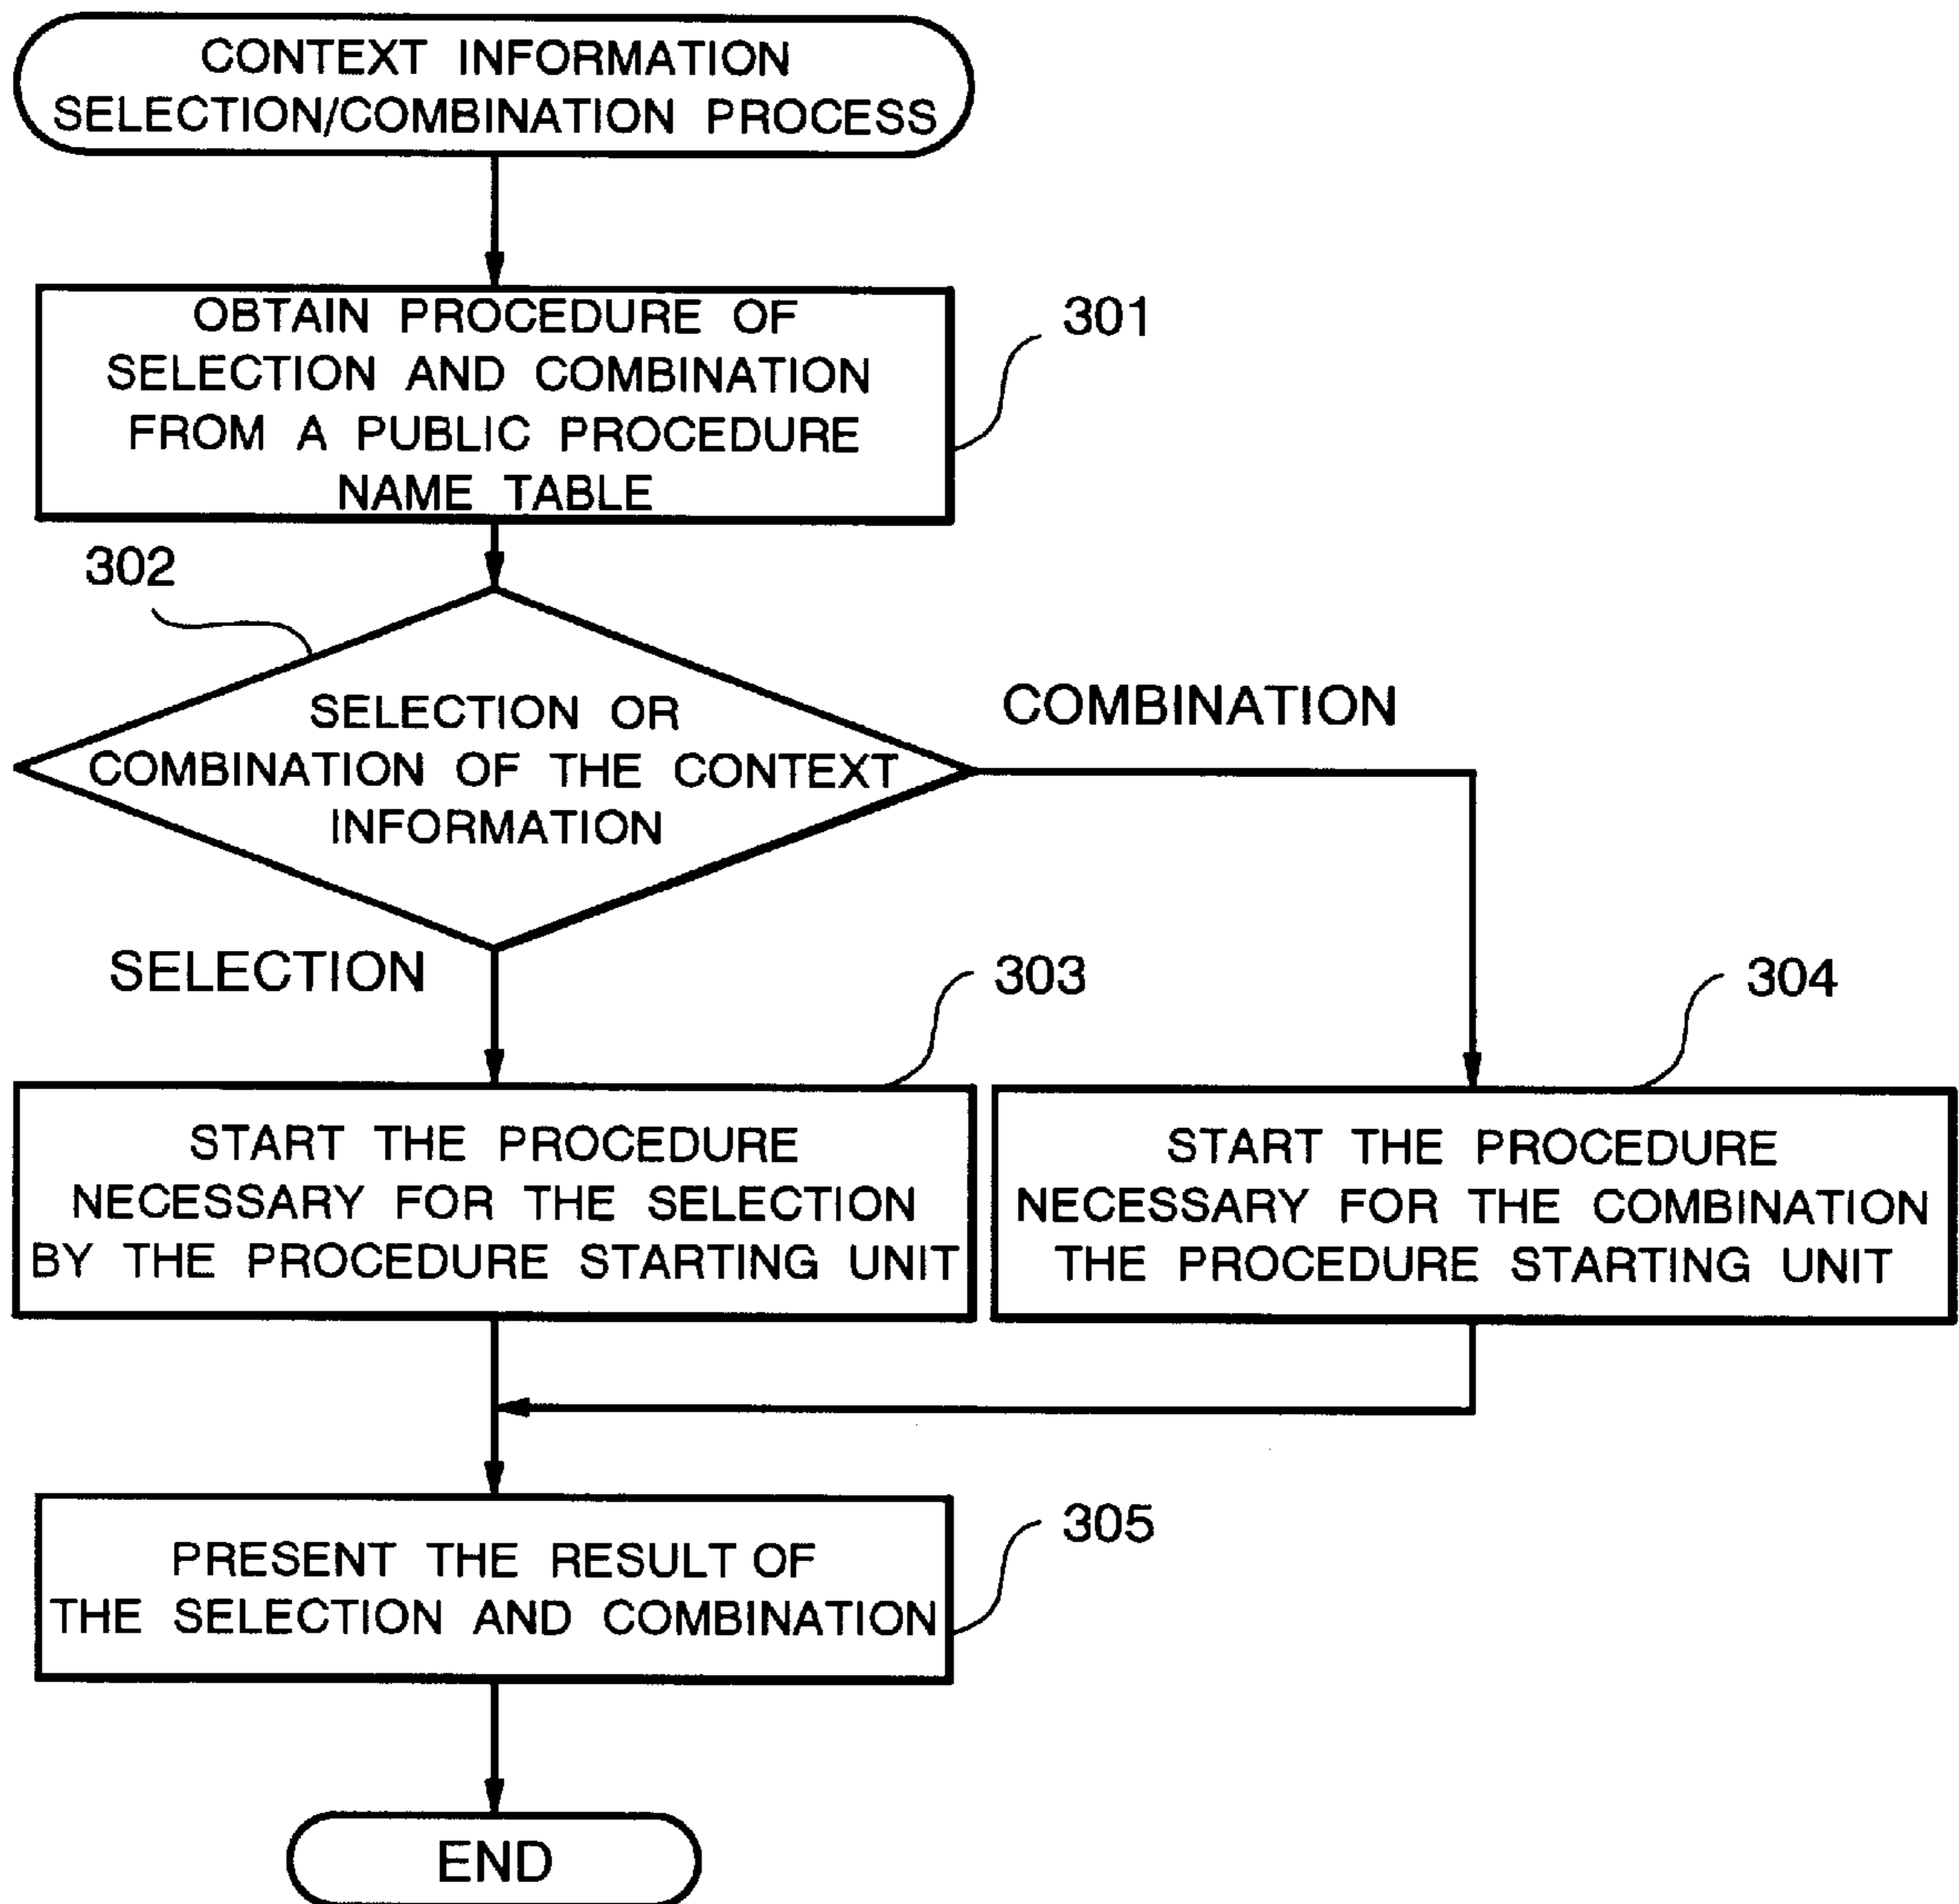 CONTEXT INFORMATION
SELECTION/COMBINATION PROCESS
OBTAIN PROCEDURE OF
SELECTION AND COMBINATION
FROM A PUBLIC PROCEDURE
NAME TABLE
301
302
SELECTION OR
COMBINATION OF THE CONTEXT
INFORMATION
COMBINATION
SELECTION
303
304
START THE PROCEDURE
NECESSARY FOR THE SELECTION
BY THE PROCEDURE STARTING UNIT
START THE PROCEDURE
NECESSARY FOR THE COMBINATION
THE PROCEDURE STARTING UNIT
PRESENT THE RESULT OF
THE SELECTION AND COMBINATION
305
END